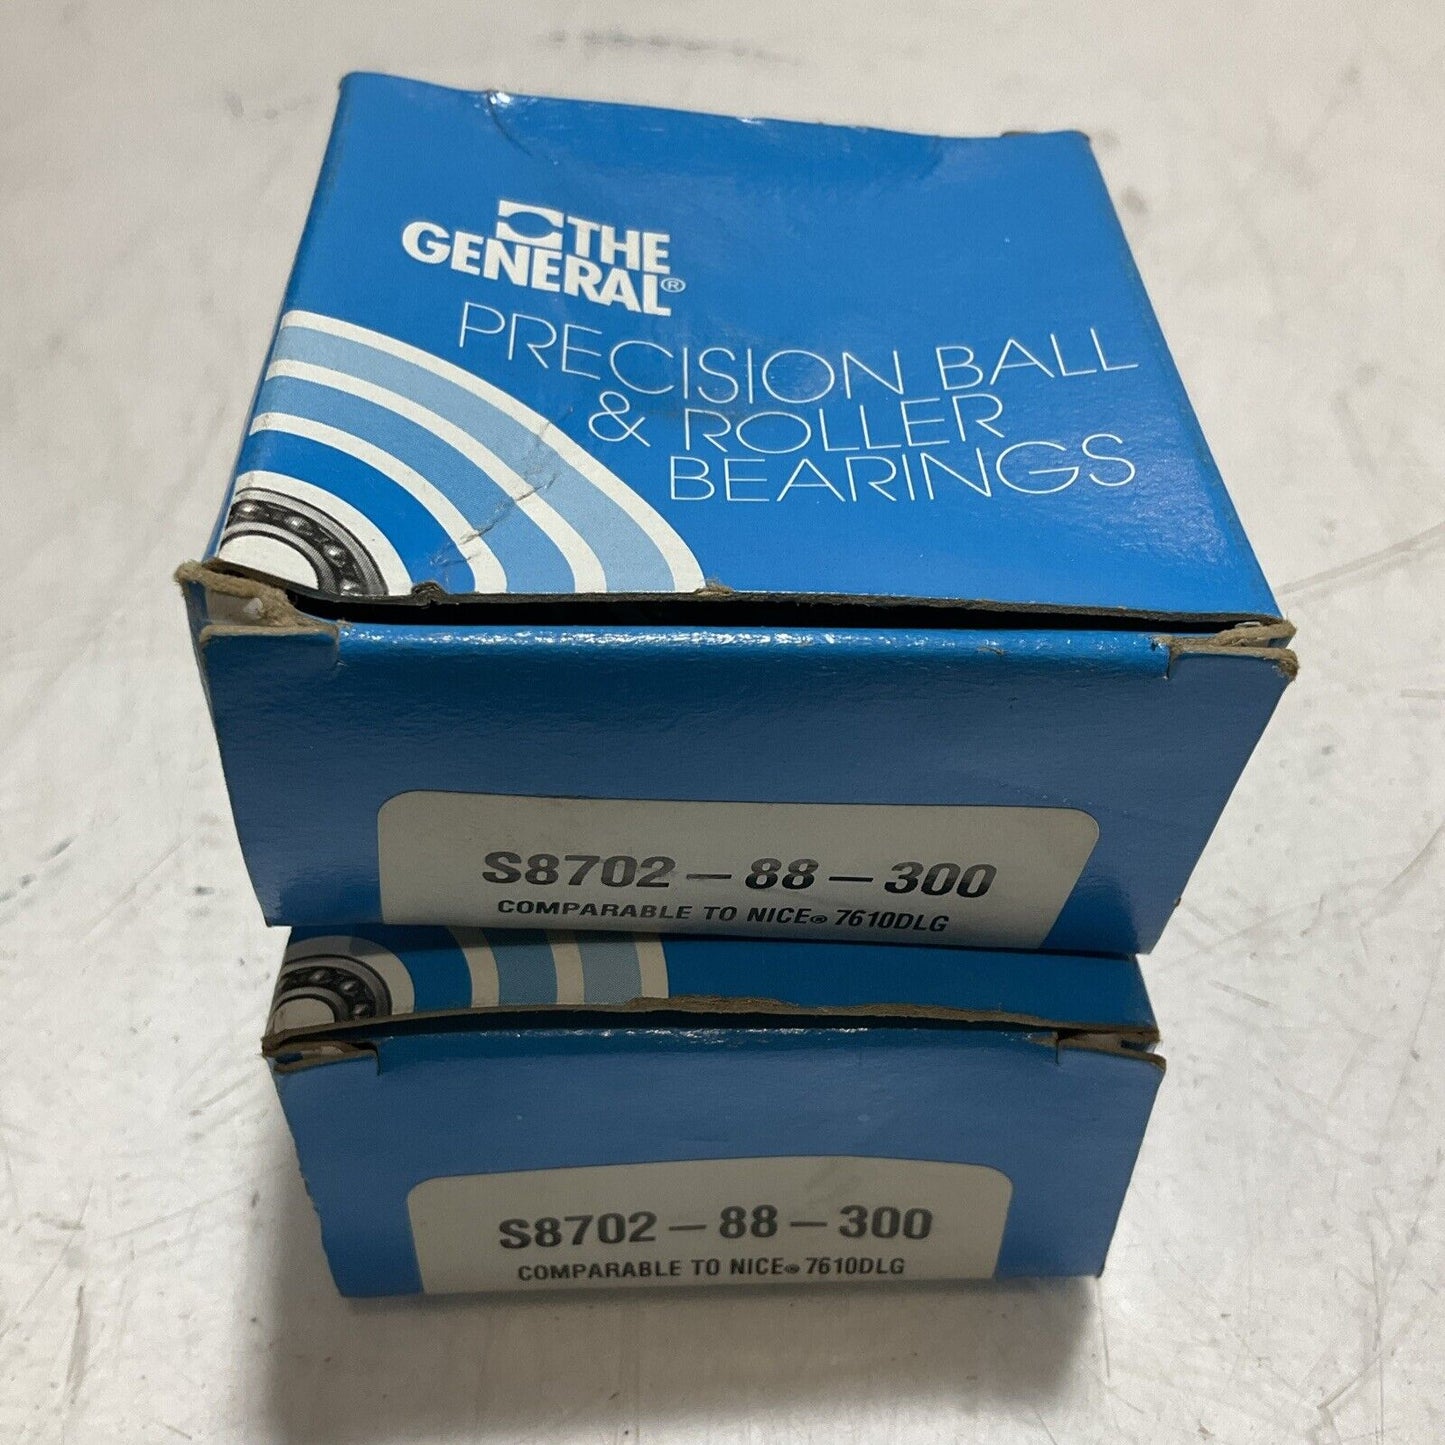 THE
GENERAL®
PRECISION BALL
& ROLLER
BEARINGS
S8702-88-300
COMPARABLE TO NICE® 7610DLG
S8702-88-300
COMPARABLE TO NICE® 7610DLG